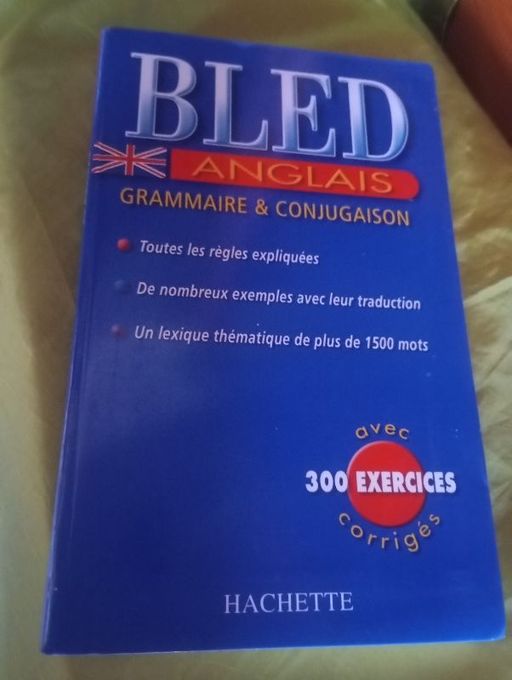 BLED
ANGLAIS
GRAMMAIRE & CONJUGAISON
Toutes les règles expliquées
De nombreux exemples avec leur traduction
Un lexique thématique de plus de 1500 mots
avec
300 EXERCICES
corrigés
HACHETTE